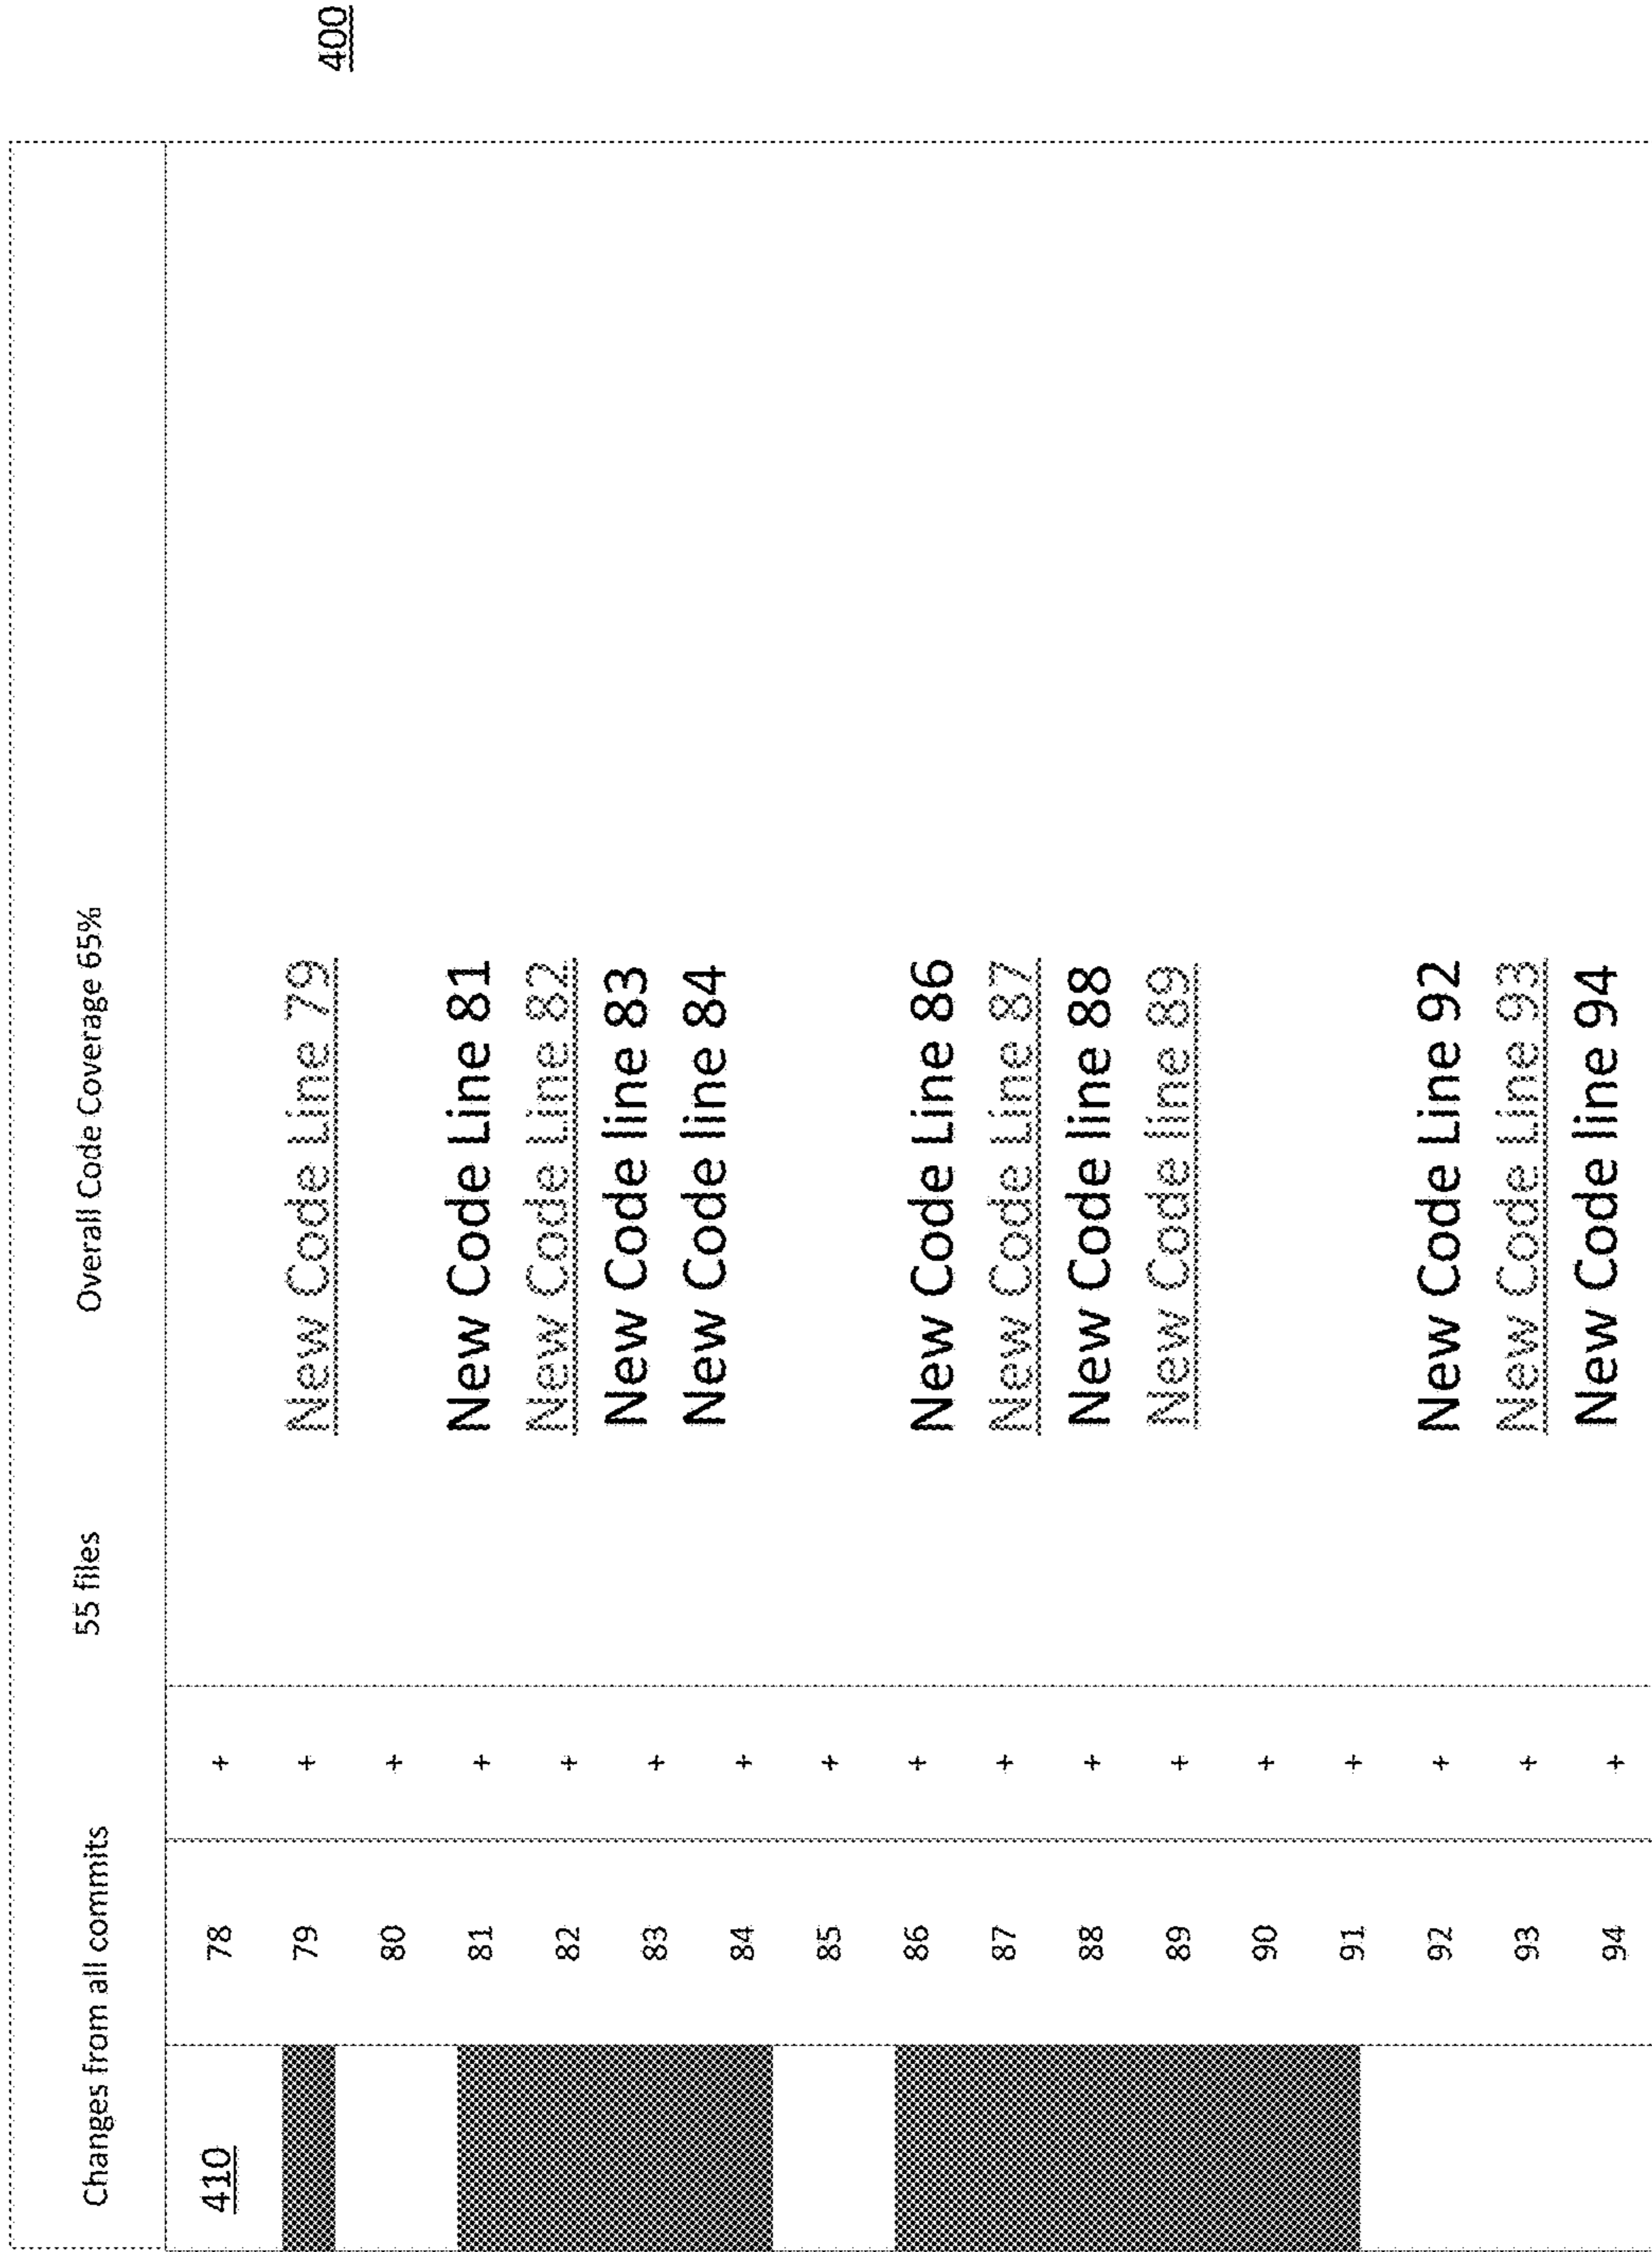 400
Changes from all commits 55 files Overall Code Coverage 65%
410
78 +
79 + New Code Line 79
80 +
81 + New Code Line 81
82 + New Code Line 82
83 + New Code line 83
84 + New Code line 84
85 +
86 + New Code Line 86
87 + New Code Line 87
88 + New Code line 88
89 + New Code line 89
90 +
91 +
92 + New Code Line 92
93 + New Code Line 93
94 + New Code line 94